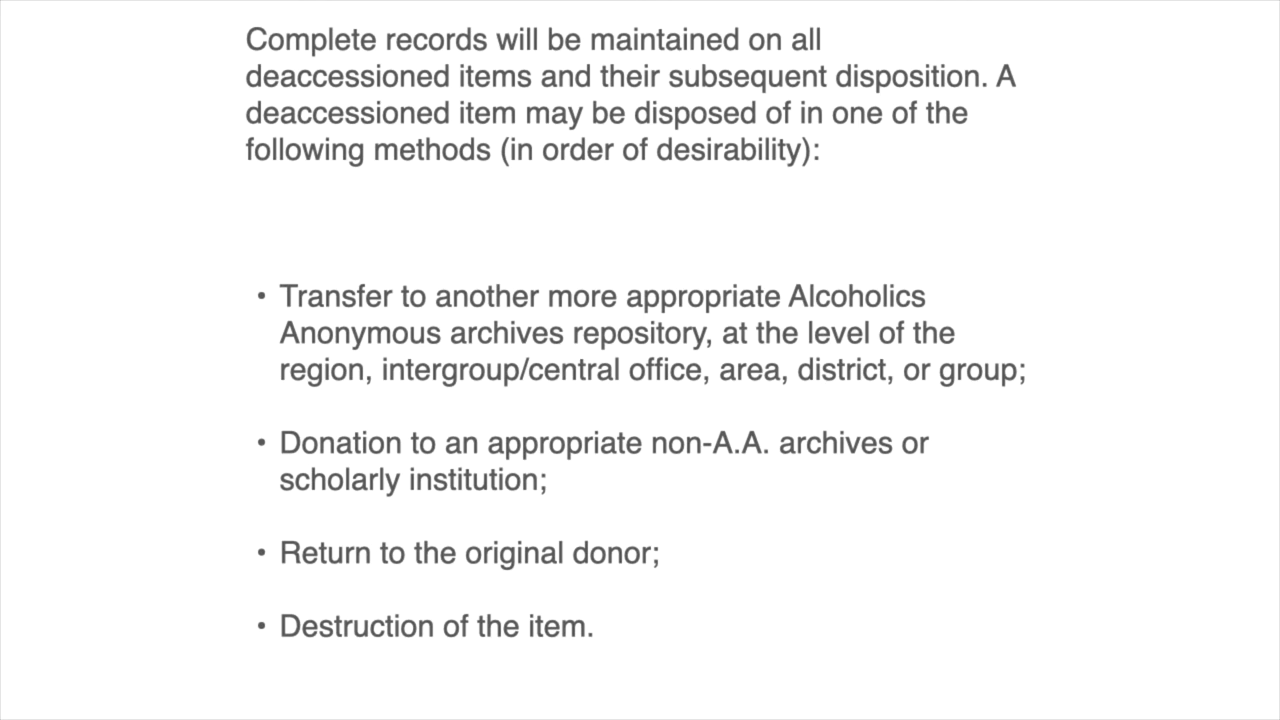 Complete records will be maintained on all
deaccessioned items and their subsequent disposition. A
deaccessioned item may be disposed of in one of the
following methods (in order of desirability):
• Transfer to another more appropriate Alcoholics
Anonymous archives repository, at the level of the
region, intergroup/central office, area, district, or group;
• Donation to an appropriate non-A.A. archives or
scholarly institution;
• Return to the original donor;
• Destruction of the item.